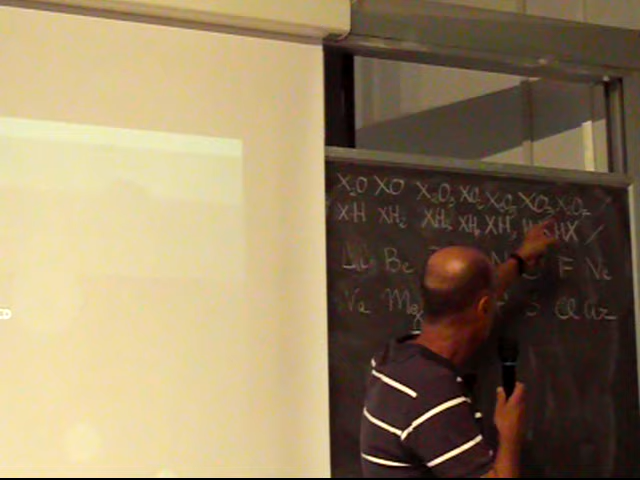 X₂O XO X₂O₃ XO₂ X₂O₅ XO₃ X₂O₇ /
XH XH₂ XH₃ XH₄ XH₃ HX /
Li Be N F Ne
Na Mg S Cl Ar